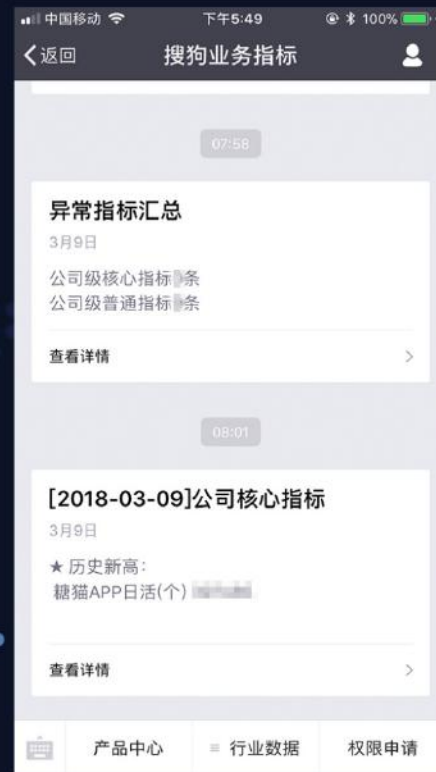 中国移动 下午5:49 100%
返回 搜狗业务指标
07:58
异常指标汇总
3月9日
公司级核心指标 条
公司级普通指标 条
查看详情
08:01
[2018-03-09]公司核心指标
3月9日
★ 历史新高:
糖猫APP日活(个)
查看详情
产品中心 ≡ 行业数据 权限申请